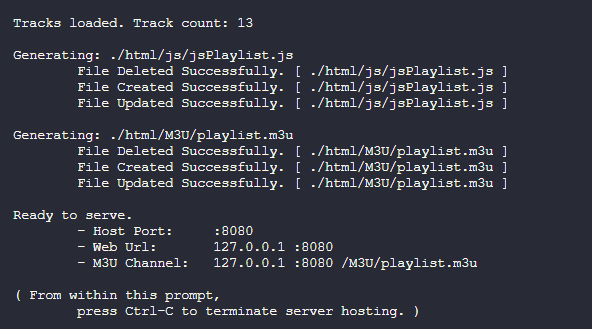 Tracks loaded. Track count: 13
Generating: ./html/js/jsPlaylist.js
File Deleted Successfully. [ ./html/js/jsPlaylist.js ]
File Created Successfully. [ ./html/js/jsPlaylist.js ]
File Updated Successfully. [ ./html/js/jsPlaylist.js ]
Generating: ./html/M3U/playlist.m3u
File Deleted Successfully. [ ./html/M3U/playlist.m3u ]
File Created Successfully. [ ./html/M3U/playlist.m3u ]
File Updated Successfully. [ ./html/M3U/playlist.m3u ]
Ready to serve.
- Host Port: :8080
- Web Url: 127.0.0.1 :8080
- M3U Channel: 127.0.0.1 :8080 /M3U/playlist.m3u
( From within this prompt,
press Ctrl-C to terminate server hosting. )